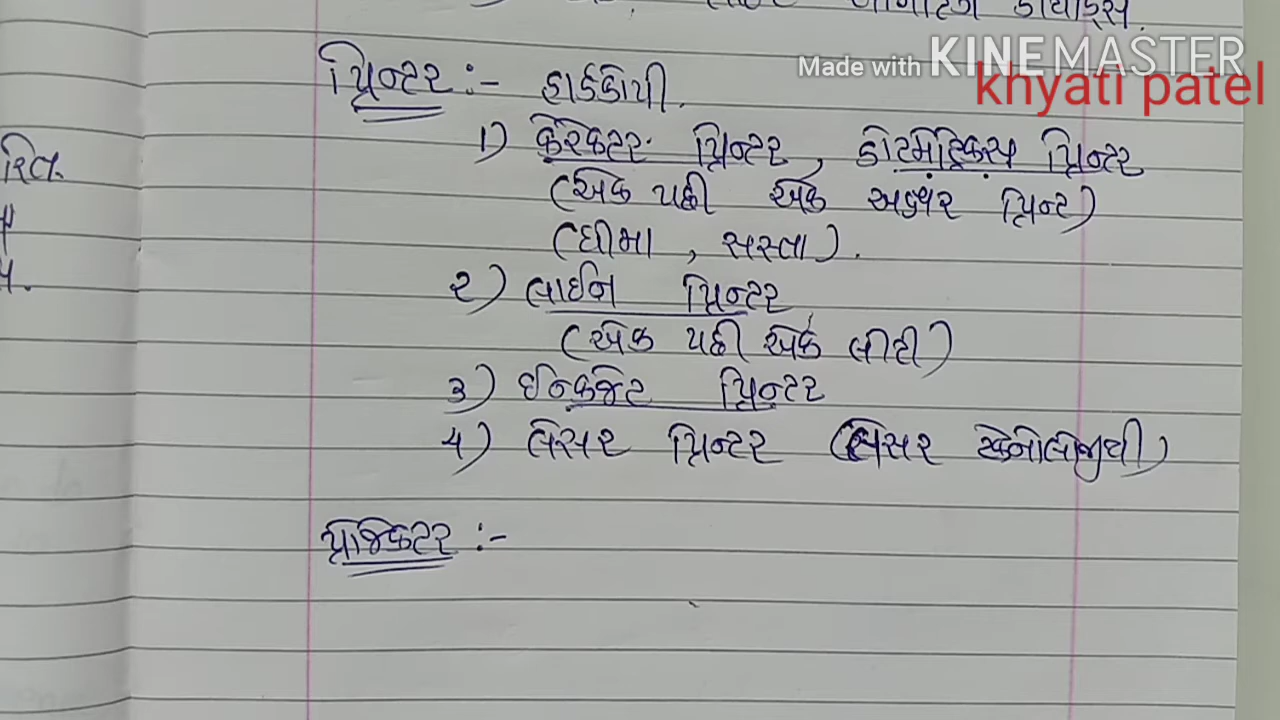 ડાયોડ્સ.
Made with KINEMASTER
khyati patel
પ્રિન્ટર :- હાર્ડકોપી.
૧) કેરેક્ટર પ્રિન્ટર, ડોટમેટ્રિક્સ પ્રિન્ટર
(એક પછી એક અક્ષર પ્રિન્ટ)
(ધીમા, સસ્તા).
૨) લાઈન પ્રિન્ટર
(એક પછી એક લીટી)
૩) ઈન્કજેટ પ્રિન્ટર
૪) લેસર પ્રિન્ટર (લેસર ટેકનોલોજીથી)
પ્રોજેક્ટર :-